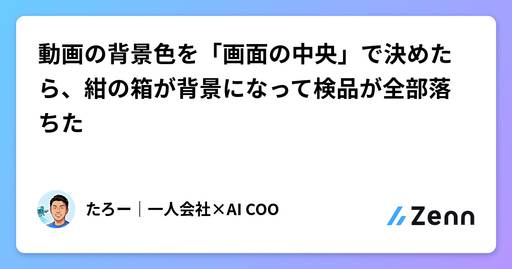 動画の背景色を「画面の中央」で決めた
ら、紺の箱が背景になって検品が全部落
ちた
たろー｜一人会社×AI COO
Zenn